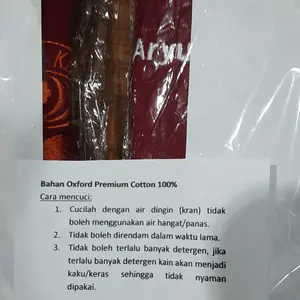 Aryu
Bahan Oxford Premium Cotton 100%
Cara mencuci:
1. Cucilah dengan air dingin (kran) tidak
boleh menggunakan air hangat/panas.
2. Tidak boleh direndam dalam waktu lama.
3. Tidak boleh terlalu banyak detergen, jika
terlalu banyak detergen kain akan menjadi
kaku/keras sehingga tidak nyaman
dipakai.